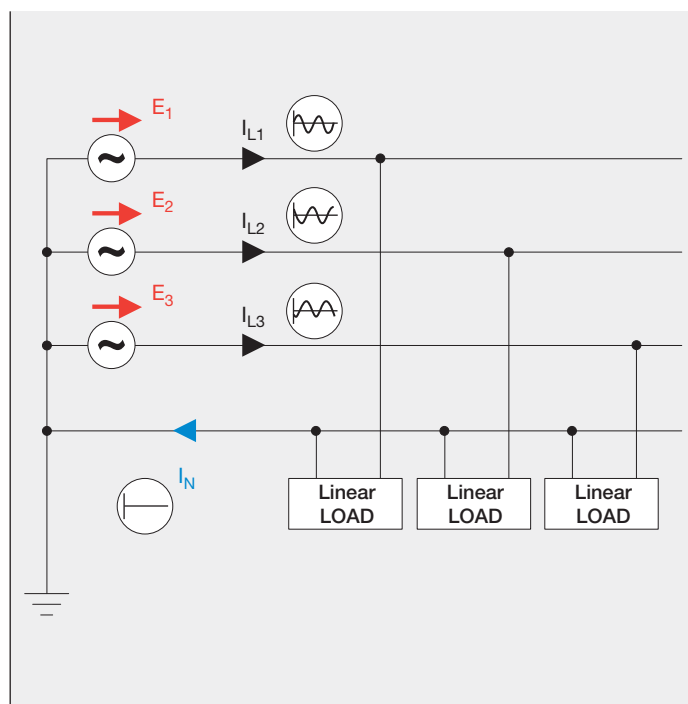 E1
IL1
E2
IL2
E3
IL3
IN
Linear
LOAD
Linear
LOAD
Linear
LOAD